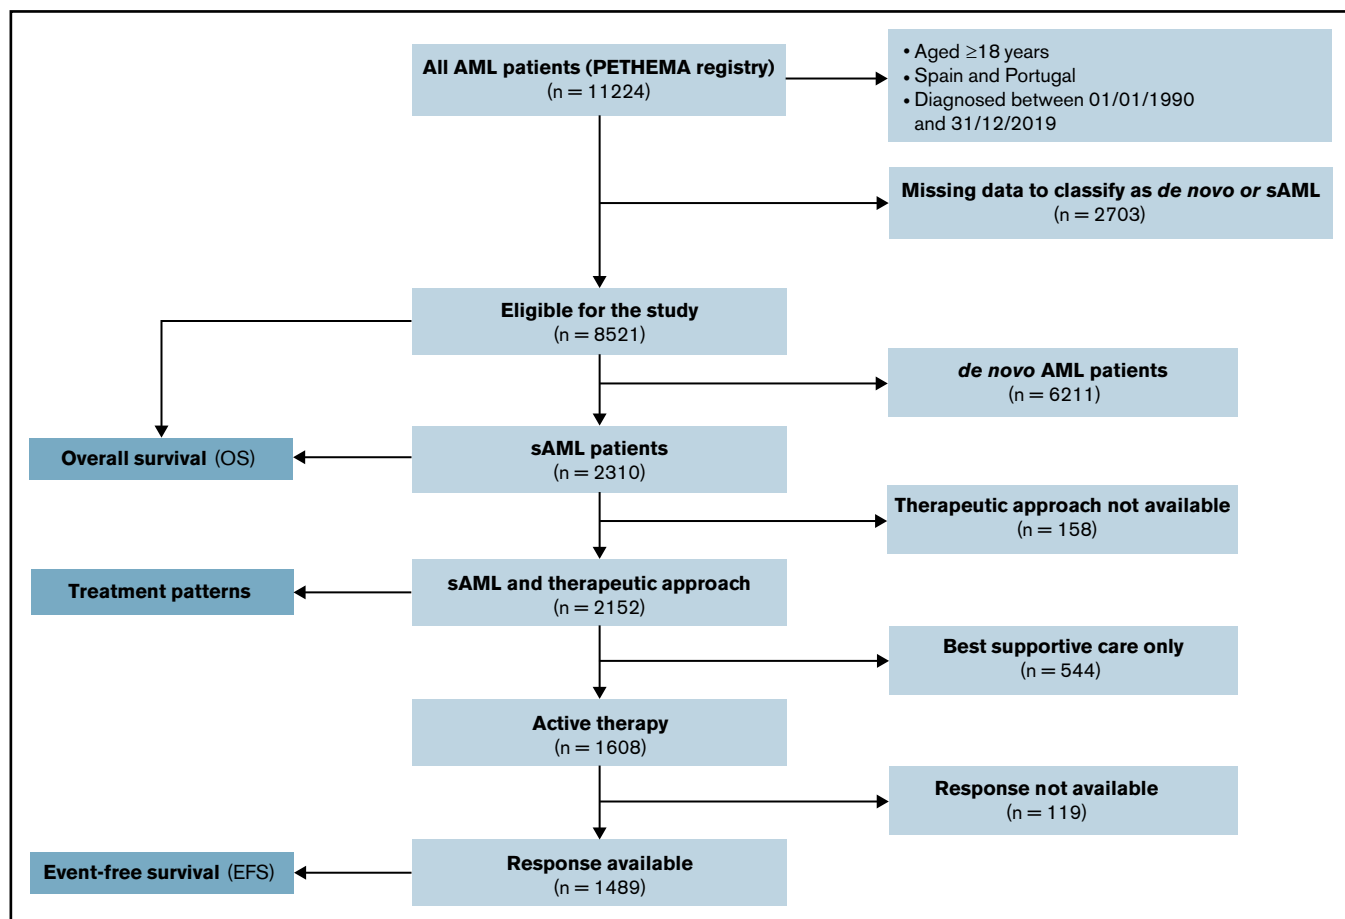 All AML patients (PETHEMA registry)
(n = 11224)
• Aged ≥18 years
• Spain and Portugal
• Diagnosed between 01/01/1990
and 31/12/2019
Missing data to classify as de novo or sAML
(n = 2703)
Eligible for the study
(n = 8521)
de novo AML patients
(n = 6211)
Overall survival (OS)
sAML patients
(n = 2310)
Therapeutic approach not available
(n = 158)
Treatment patterns
sAML and therapeutic approach
(n = 2152)
Best supportive care only
(n = 544)
Active therapy
(n = 1608)
Response not available
(n = 119)
Event-free survival (EFS)
Response available
(n = 1489)